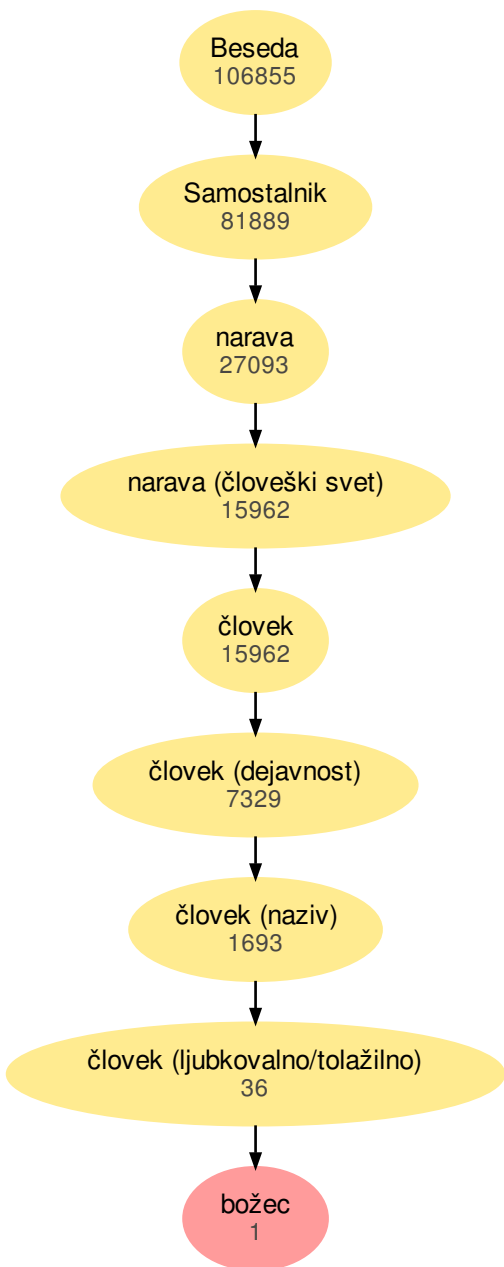 Beseda
106855
Samostalnik
81889
narava
27093
narava (človeški svet)
15962
človek
15962
človek (dejavnost)
7329
človek (naziv)
1693
človek (ljubkovalno/tolažilno)
36
božec
1